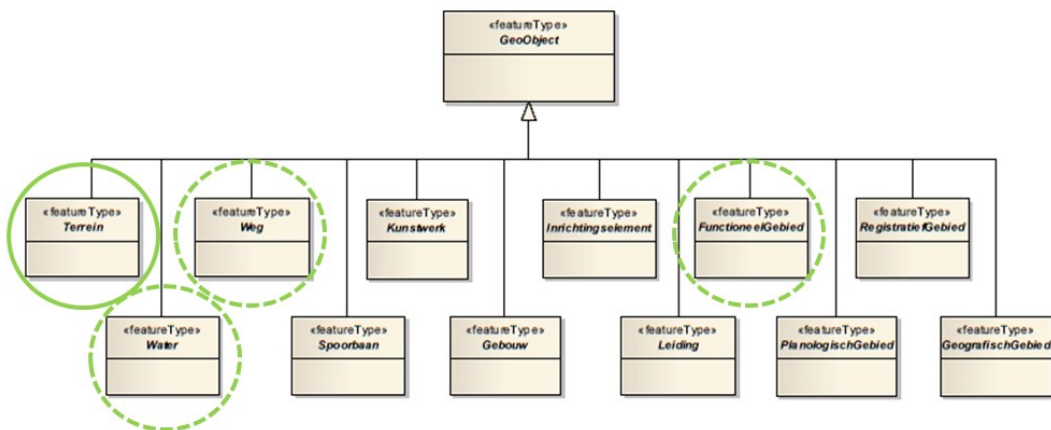 «featureType»
GeoObject
«featureType»
Terrein
«featureType»
Weg
«featureType»
Kunstwerk
«featureType»
Inrichtingselement
«featureType»
FunctioneelGebied
«featureType»
RegistratiefGebied
«featureType»
Water
«featureType»
Spoorbaan
«featureType»
Gebouw
«featureType»
Leiding
«featureType»
PlanologischGebied
«featureType»
GeografischGebied